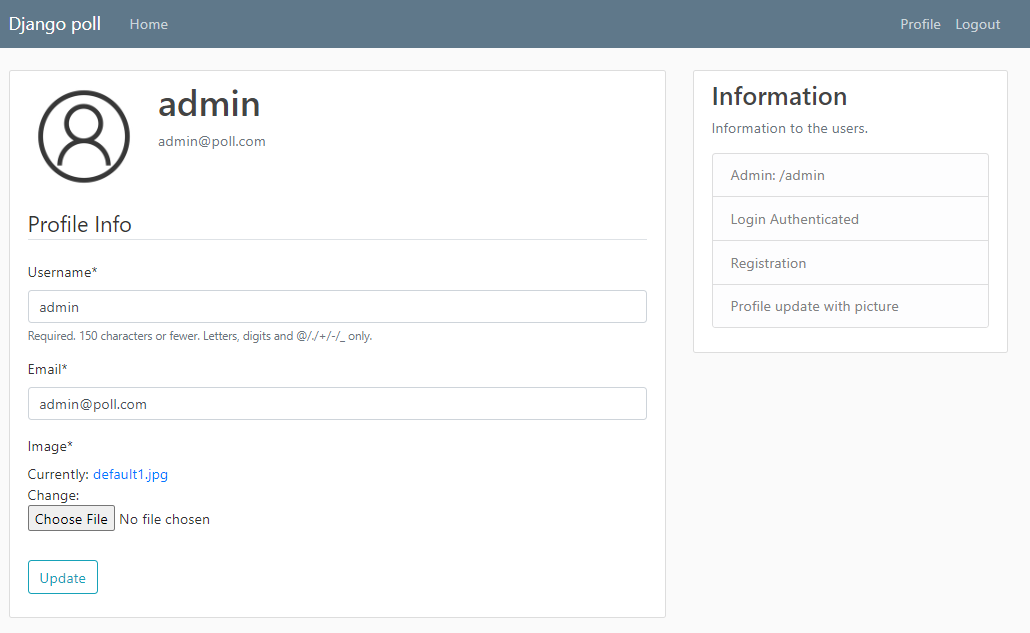 Django poll Home Profile Logout
admin
admin@poll.com
Profile Info
Username*
admin
Required. 150 characters or fewer. Letters, digits and @/./+/-/_ only.
Email*
admin@poll.com
Image*
Currently: default1.jpg
Change:
Choose File No file chosen
Update
Information
Information to the users.
Admin: /admin
Login Authenticated
Registration
Profile update with picture